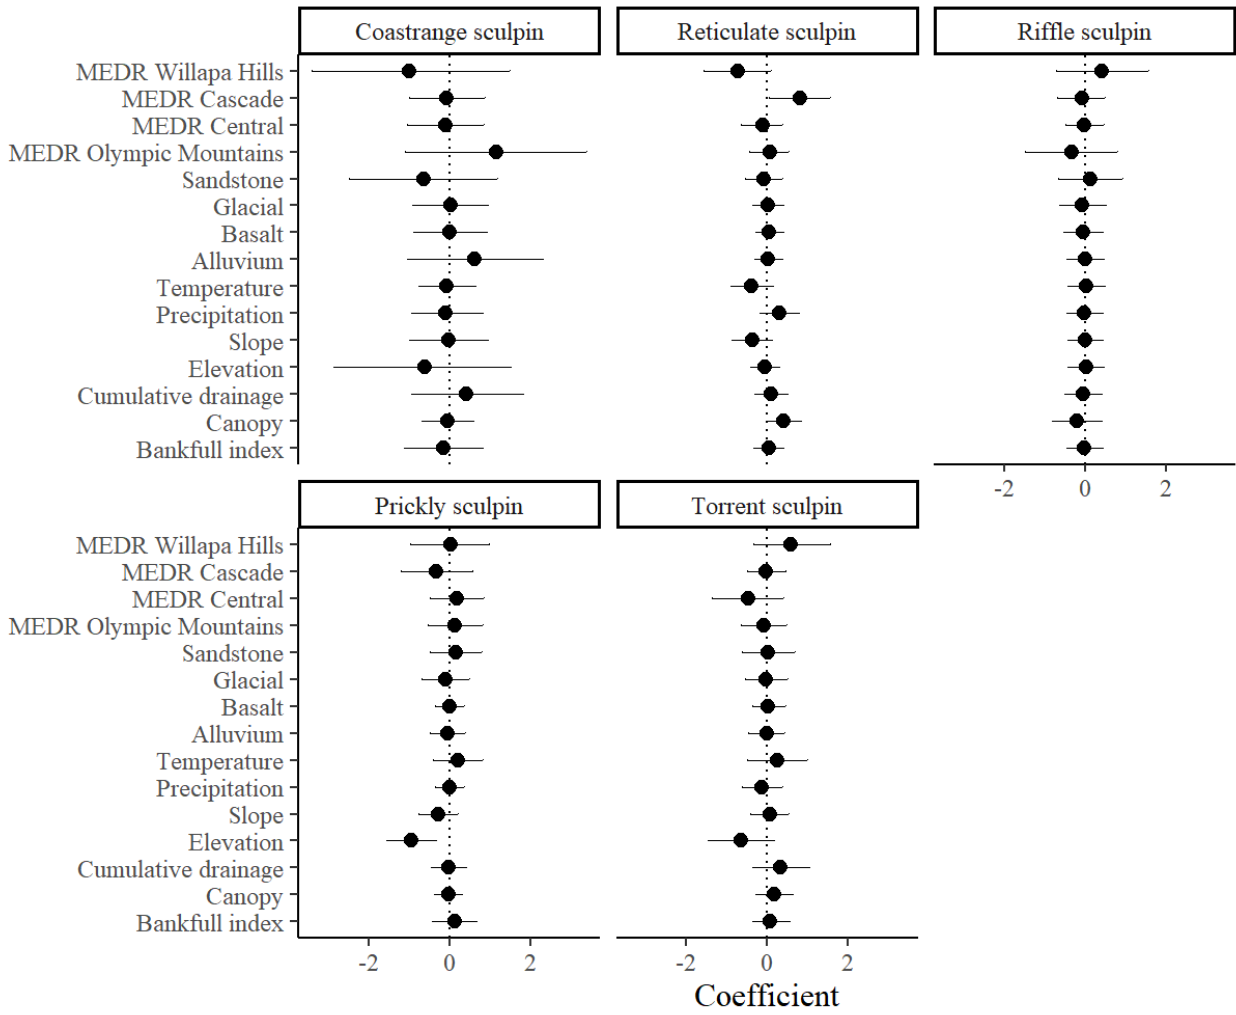 Coastrange sculpin
Reticulate sculpin
Riffle sculpin
MEDR Willapa Hills
MEDR Cascade
MEDR Central
MEDR Olympic Mountains
Sandstone
Glacial
Basalt
Alluvium
Temperature
Precipitation
Slope
Elevation
Cumulative drainage
Canopy
Bankfull index
-2 0 2
Prickly sculpin
Torrent sculpin
MEDR Willapa Hills
MEDR Cascade
MEDR Central
MEDR Olympic Mountains
Sandstone
Glacial
Basalt
Alluvium
Temperature
Precipitation
Slope
Elevation
Cumulative drainage
Canopy
Bankfull index
-2 0 2
-2 0 2
Coefficient